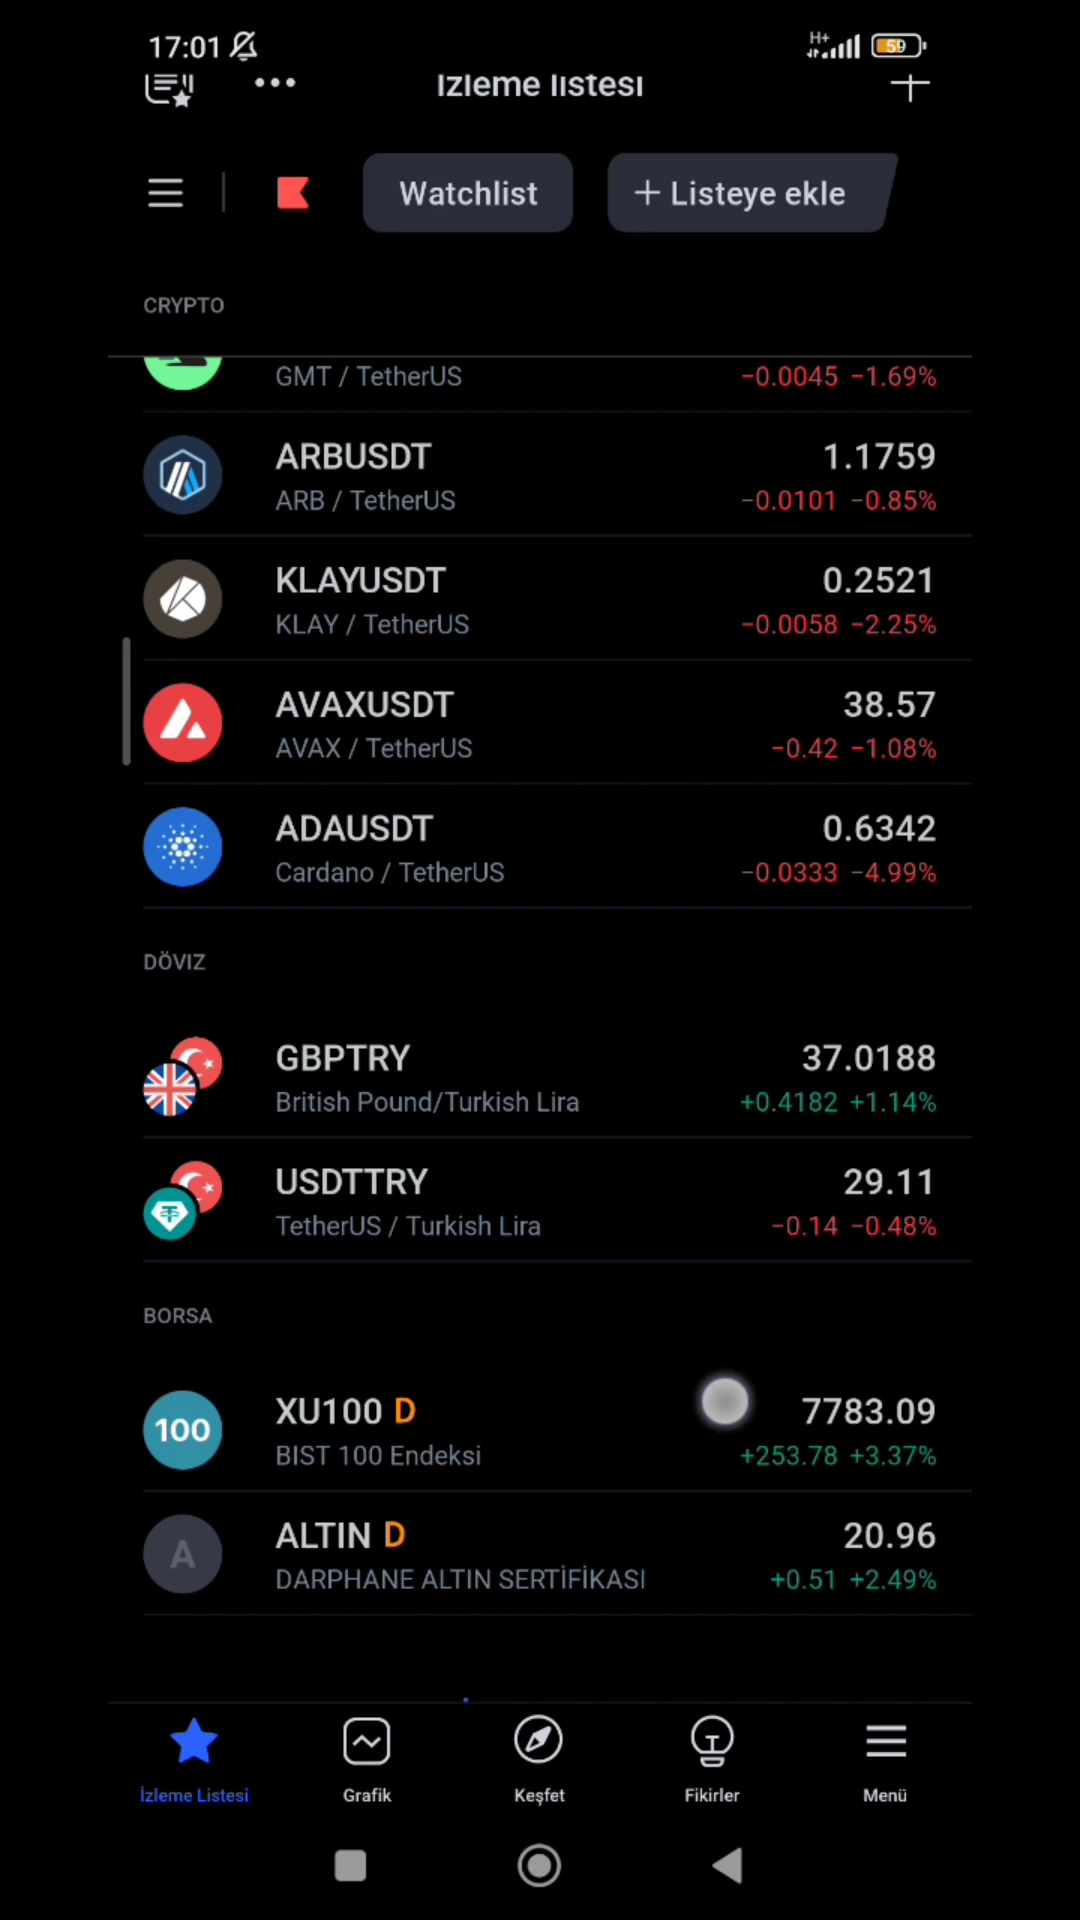 17:01 H+ 59
İzleme listesi
Watchlist + Listeye ekle
CRYPTO
GMT / TetherUS −0.0045 −1.69%
ARBUSDT 1.1759
ARB / TetherUS −0.0101 −0.85%
KLAYUSDT 0.2521
KLAY / TetherUS −0.0058 −2.25%
AVAXUSDT 38.57
AVAX / TetherUS −0.42 −1.08%
ADAUSDT 0.6342
Cardano / TetherUS −0.0333 −4.99%
DÖVIZ
GBPTRY 37.0188
British Pound/Turkish Lira +0.4182 +1.14%
USDTTRY 29.11
TetherUS / Turkish Lira −0.14 −0.48%
BORSA
100 XU100 D 7783.09
BIST 100 Endeksi +253.78 +3.37%
A ALTIN D 20.96
DARPHANE ALTIN SERTİFİKASI +0.51 +2.49%
İzleme Listesi Grafik Keşfet Fikirler Menü